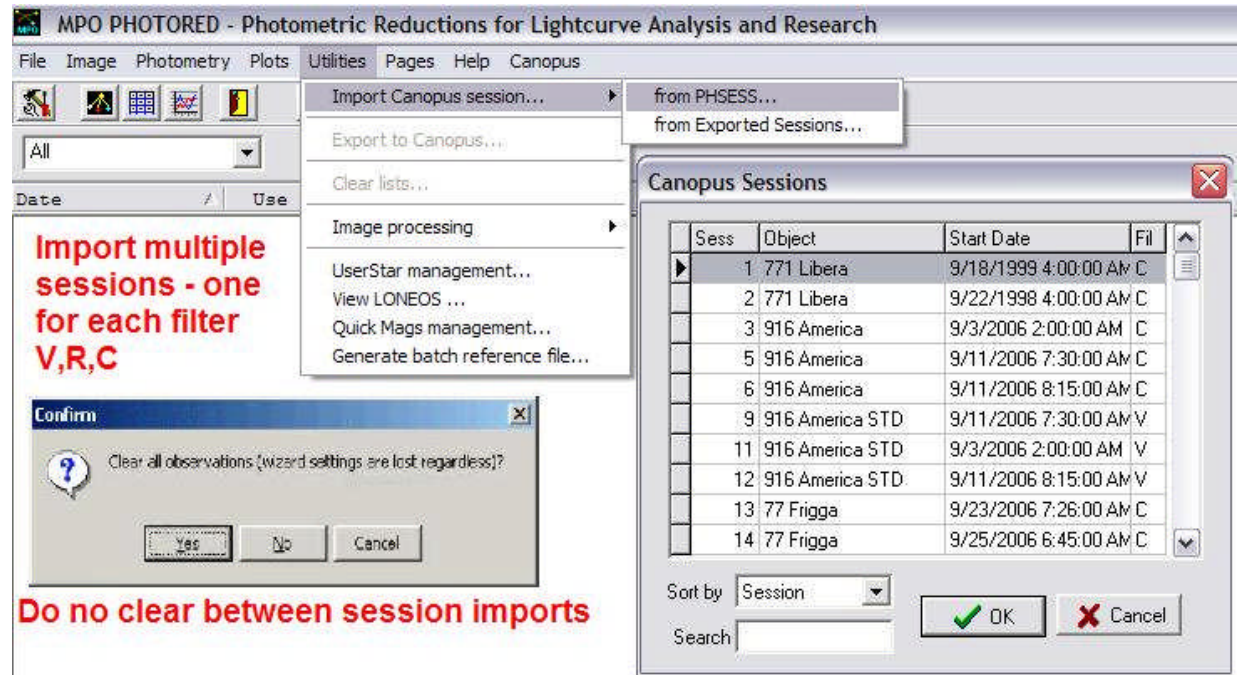 MPO PHOTORED - Photometric Reductions for Lightcurve Analysis and Research
File Image Photometry Plots Utilities Pages Help Canopus
Import Canopus session...
from PHSESS...
from Exported Sessions...
Export to Canopus...
Clear lists...
Image processing
UserStar management...
View LONEOS ...
Quick Mags management...
Generate batch reference file...
All
Date Use
Import multiple
sessions - one
for each filter
V,R,C
Confirm
Clear all observations (wizard settings are lost regardless)?
Yes No Cancel
Do no clear between session imports
Canopus Sessions
Sess Object Start Date Fil
1 771 Libera 9/18/1999 4:00:00 AM C
2 771 Libera 9/22/1998 4:00:00 AM C
3 916 America 9/3/2006 2:00:00 AM C
5 916 America 9/11/2006 7:30:00 AM C
6 916 America 9/11/2006 8:15:00 AM C
9 916 America STD 9/11/2006 7:30:00 AM V
11 916 America STD 9/3/2006 2:00:00 AM V
12 916 America STD 9/11/2006 8:15:00 AM V
13 77 Frigga 9/23/2006 7:26:00 AM C
14 77 Frigga 9/25/2006 6:45:00 AM C
Sort by Session
Search
OK Cancel